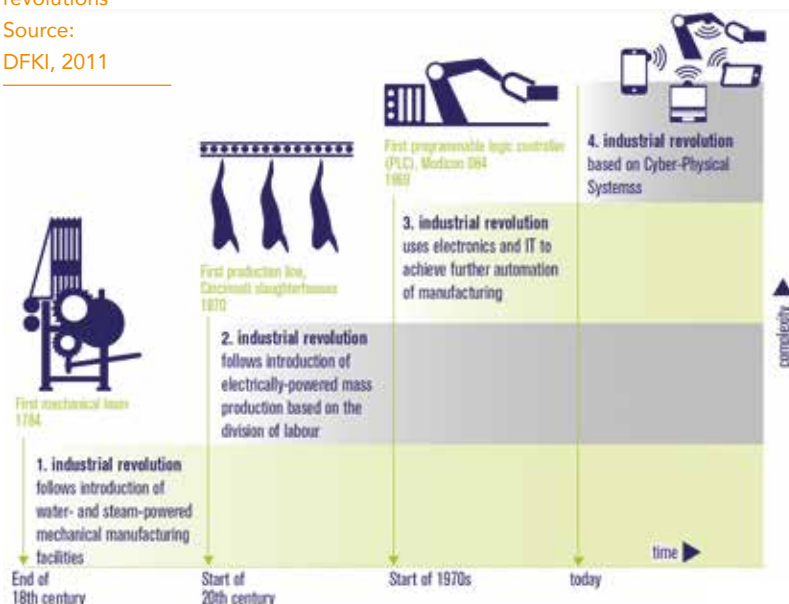 revolutions
Source:
DFKI, 2011
First programmable logic controller
(PLC), Modicon 084
1969
4. industrial revolution
based on Cyber-Physical
Systemss
3. industrial revolution
uses electronics and IT to
achieve further automation
of manufacturing
First production line,
Cincinnati slaughterhouses
1870
2. industrial revolution
follows introduction of
electrically-powered mass
production based on the
division of labour
First mechanical loom
1784
1. industrial revolution
follows introduction of
water- and steam-powered
mechanical manufacturing
facilities
complexity
time
End of
18th century
Start of
20th century
Start of 1970s
today